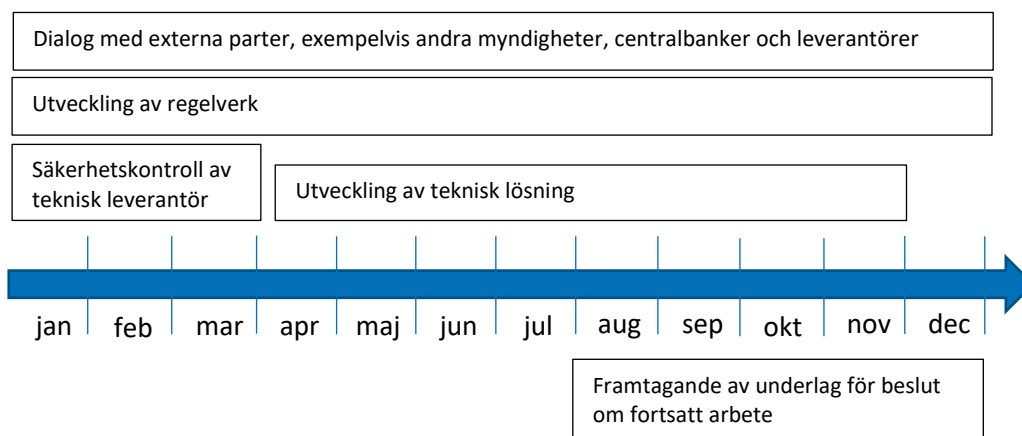 Dialog med externa parter, exempelvis andra myndigheter, centralbanker och leverantörer
Utveckling av regelverk
Säkerhetskontroll av
teknisk leverantör
Utveckling av teknisk lösning
jan feb mar apr maj jun jul aug sep okt nov dec
Framtagande av underlag för beslut
om fortsatt arbete